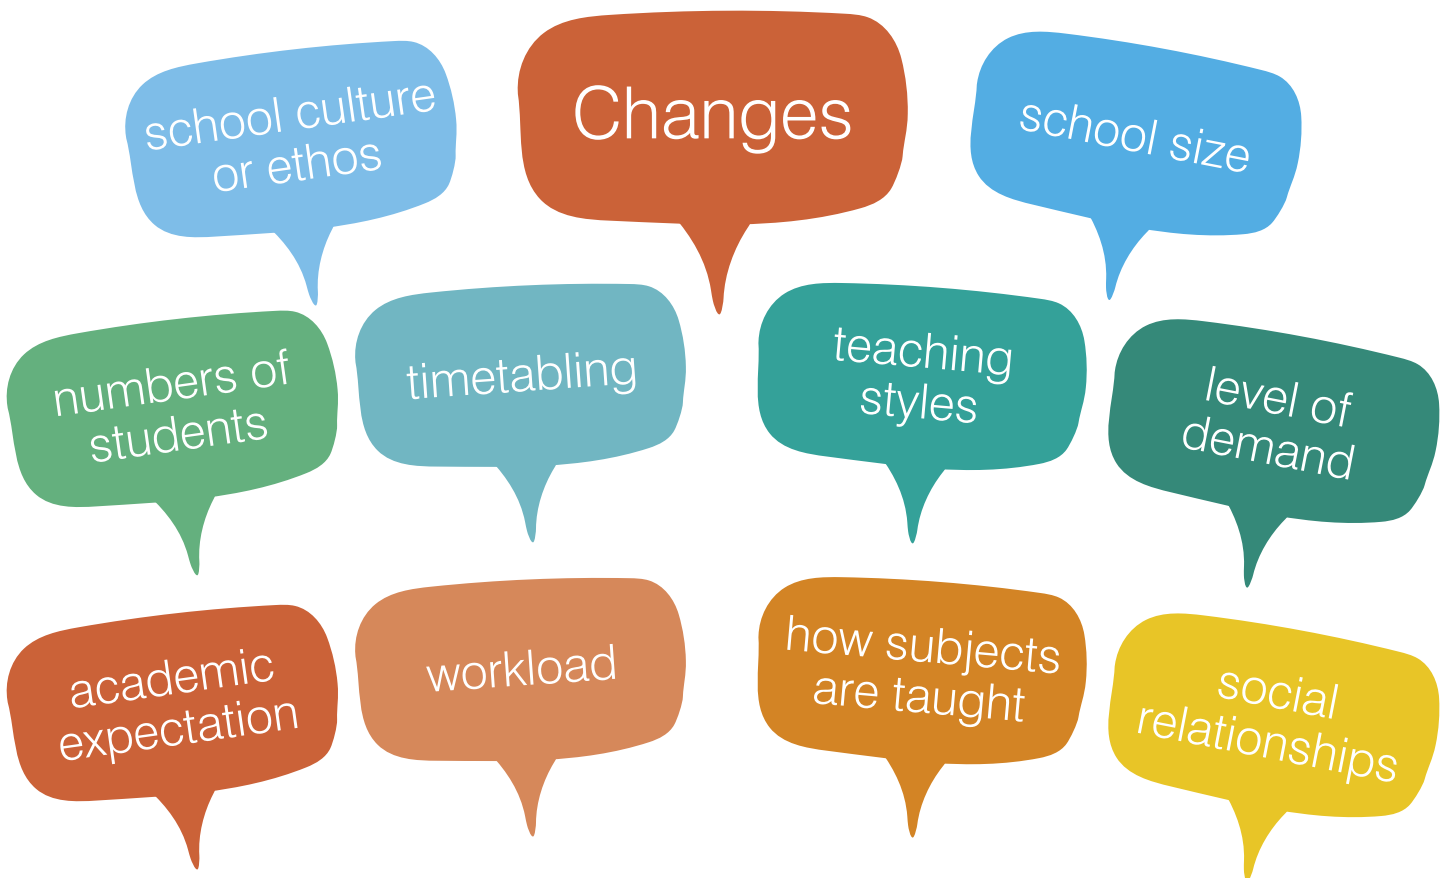 school culture
or ethos
Changes
school size
numbers of
students
timetabling
teaching
styles
level of
demand
academic
expectation
workload
how subjects
are taught
social
relationships